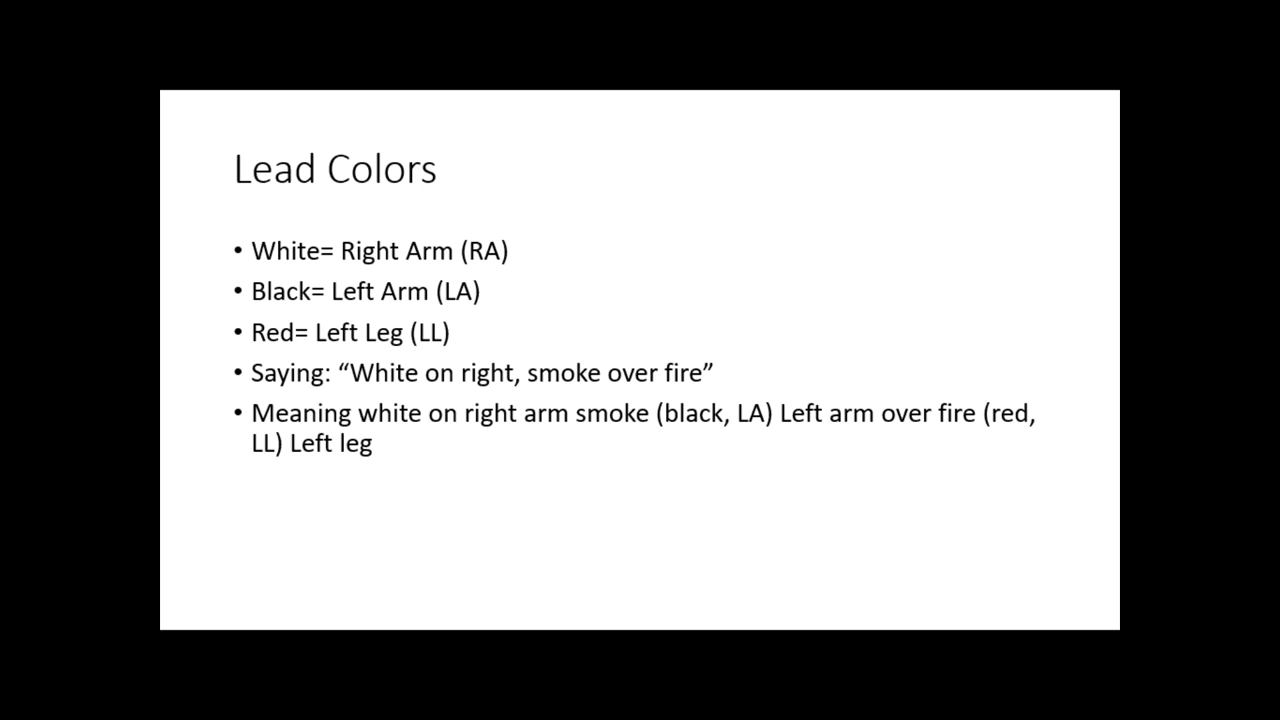 Lead Colors
• White= Right Arm (RA)
• Black= Left Arm (LA)
• Red= Left Leg (LL)
• Saying: “White on right, smoke over fire”
• Meaning white on right arm smoke (black, LA) Left arm over fire (red,
LL) Left leg